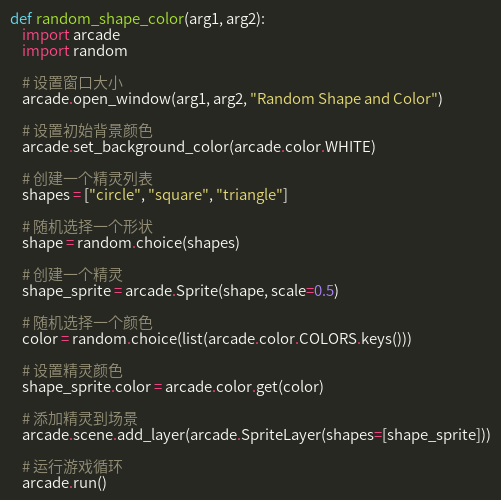 def random_shape_color(arg1, arg2):
import arcade
import random
# 设置窗口大小
arcade.open_window(arg1, arg2, "Random Shape and Color")
# 设置初始背景颜色
arcade.set_background_color(arcade.color.WHITE)
# 创建一个精灵列表
shapes = ["circle", "square", "triangle"]
# 随机选择一个形状
shape = random.choice(shapes)
# 创建一个精灵
shape_sprite = arcade.Sprite(shape, scale=0.5)
# 随机选择一个颜色
color = random.choice(list(arcade.color.COLORS.keys()))
# 设置精灵颜色
shape_sprite.color = arcade.color.get(color)
# 添加精灵到场景
arcade.scene.add_layer(arcade.SpriteLayer(shapes=[shape_sprite]))
# 运行游戏循环
arcade.run()